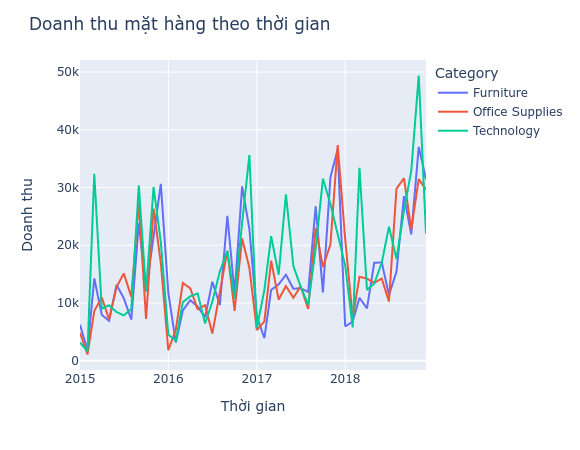 Doanh thu mặt hàng theo thời gian
Category
Furniture
Office Supplies
Technology
Doanh thu
50k
40k
30k
20k
10k
0
2015
2016
2017
2018
Thời gian